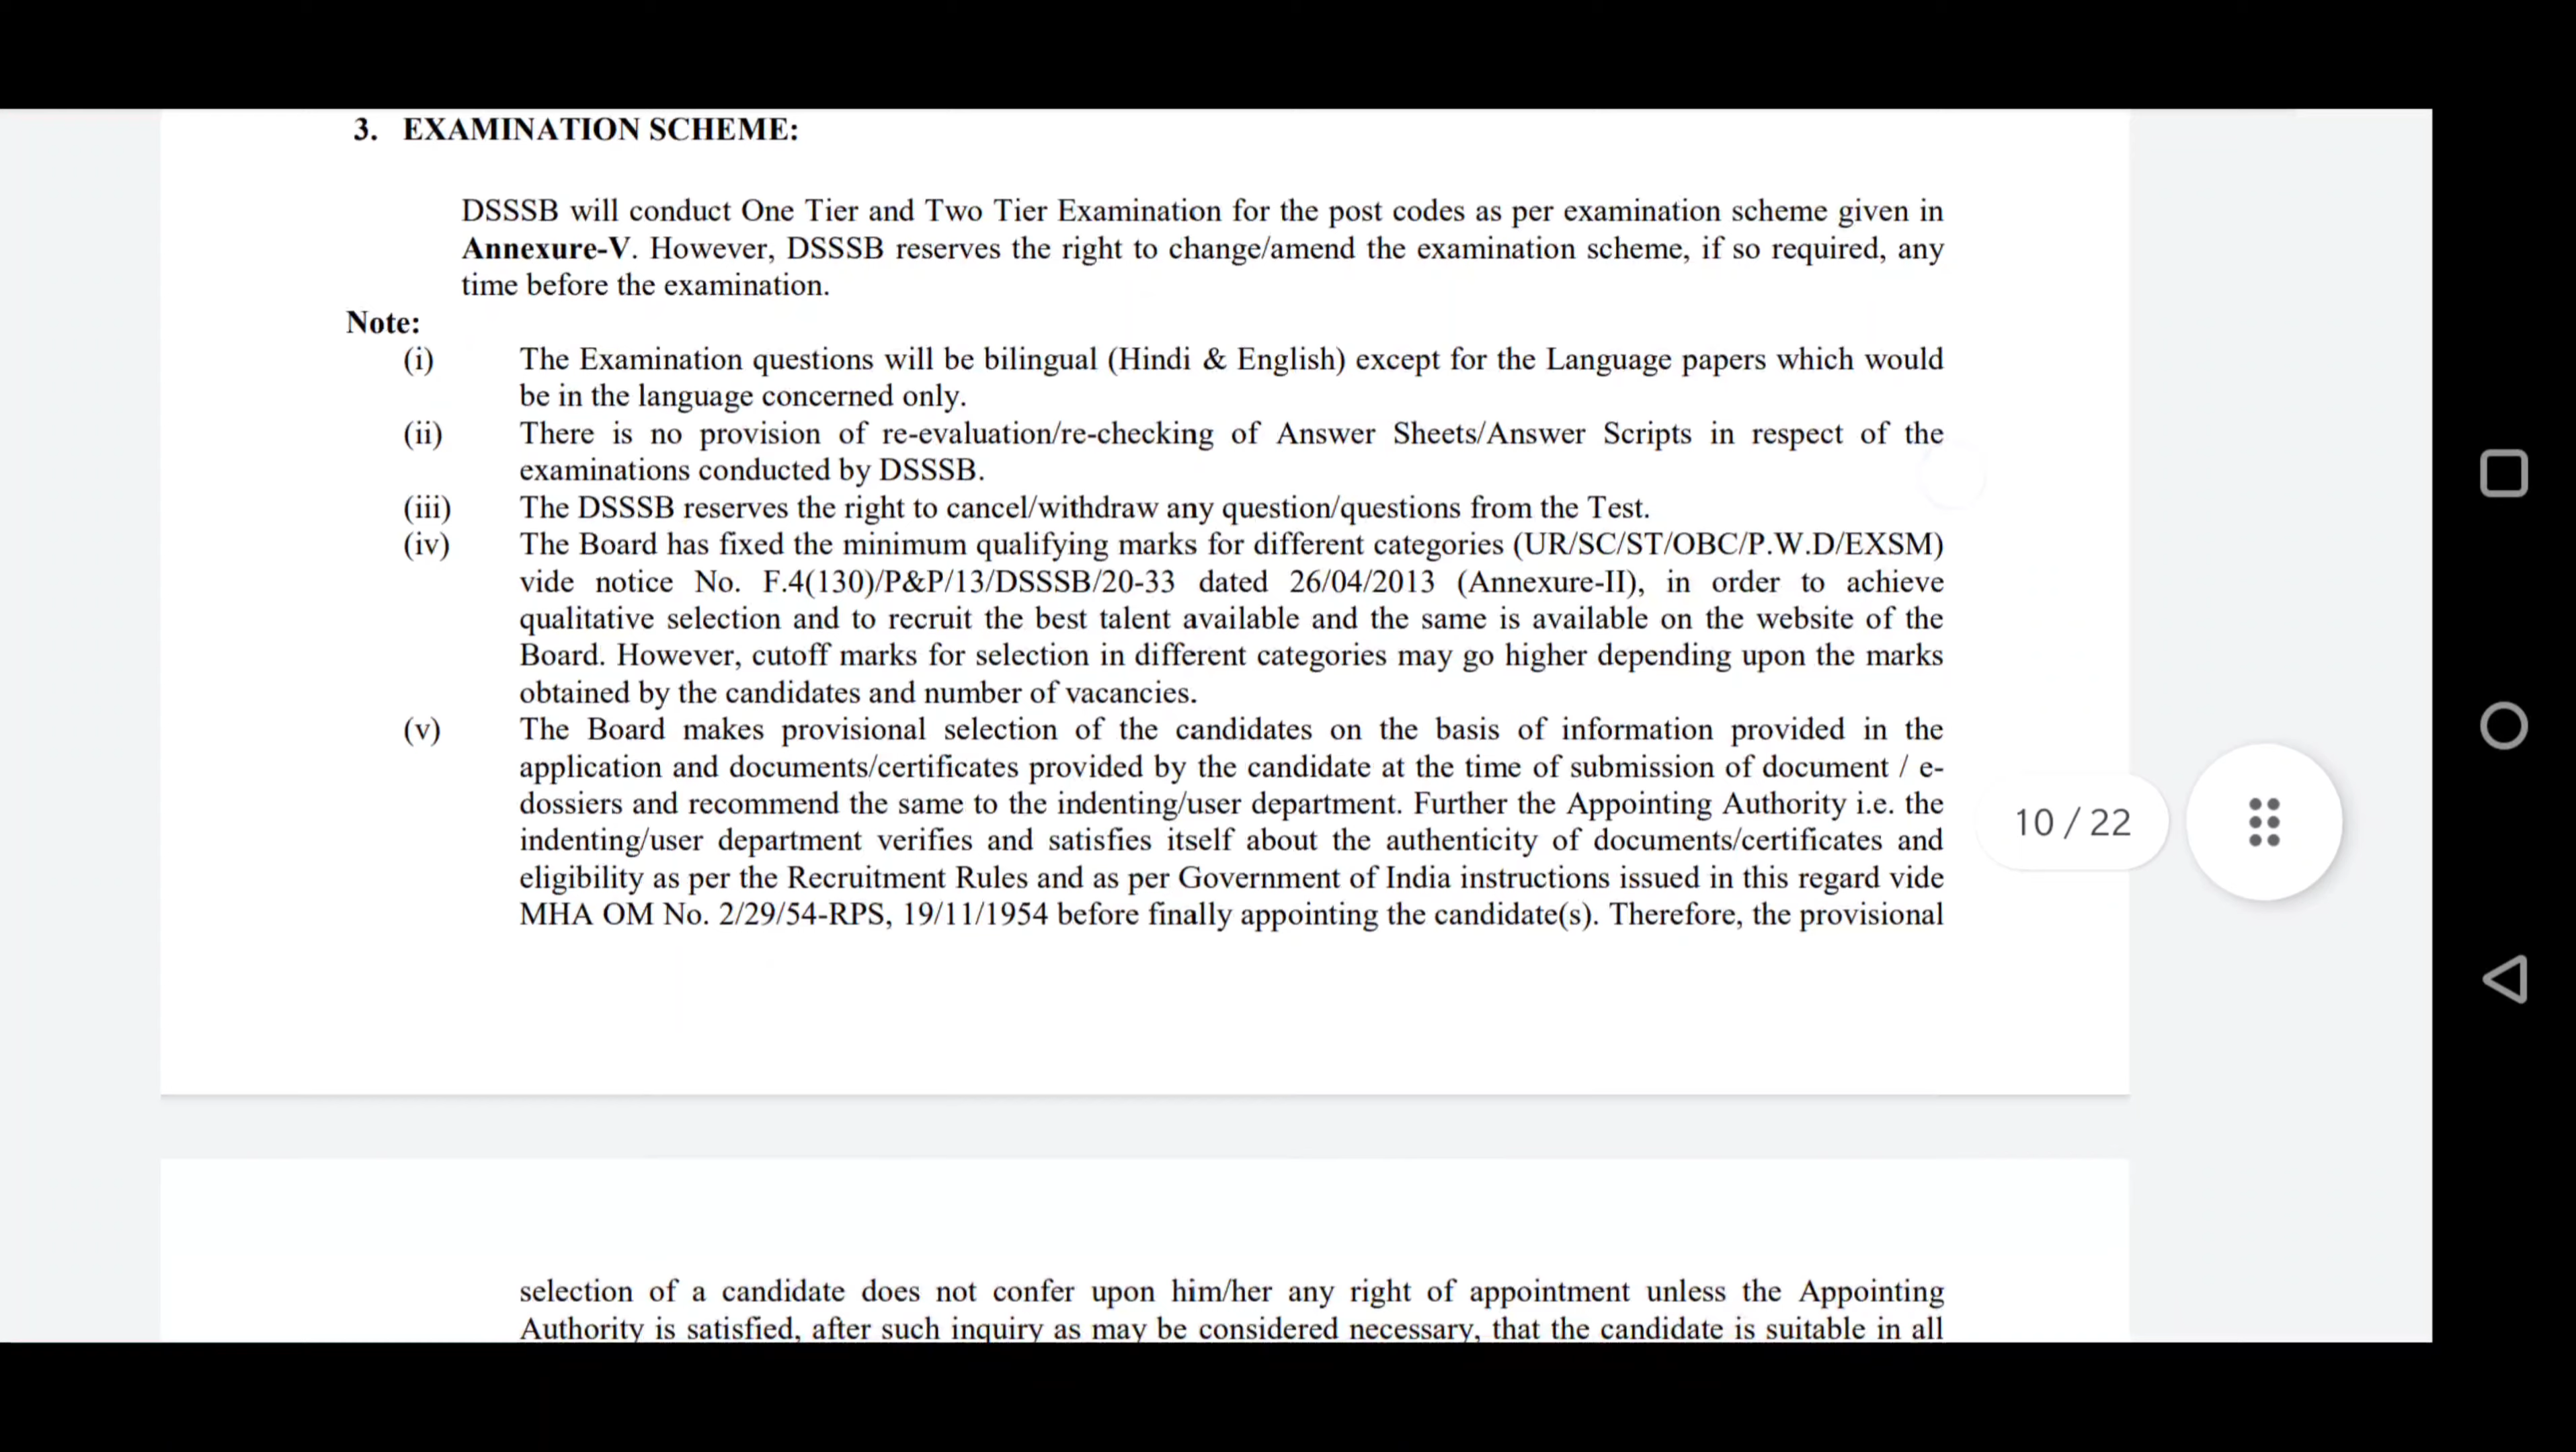 3. EXAMINATION SCHEME:
DSSSB will conduct One Tier and Two Tier Examination for the post codes as per examination scheme given in
Annexure-V. However, DSSSB reserves the right to change/amend the examination scheme, if so required, any
time before the examination.
Note:
(i) The Examination questions will be bilingual (Hindi & English) except for the Language papers which would
be in the language concerned only.
(ii) There is no provision of re-evaluation/re-checking of Answer Sheets/Answer Scripts in respect of the
examinations conducted by DSSSB.
(iii) The DSSSB reserves the right to cancel/withdraw any question/questions from the Test.
(iv) The Board has fixed the minimum qualifying marks for different categories (UR/SC/ST/OBC/P.W.D/EXSM)
vide notice No. F.4(130)/P&P/13/DSSSB/20-33 dated 26/04/2013 (Annexure-II), in order to achieve
qualitative selection and to recruit the best talent available and the same is available on the website of the
Board. However, cutoff marks for selection in different categories may go higher depending upon the marks
obtained by the candidates and number of vacancies.
(v) The Board makes provisional selection of the candidates on the basis of information provided in the
application and documents/certificates provided by the candidate at the time of submission of document / e-
dossiers and recommend the same to the indenting/user department. Further the Appointing Authority i.e. the
indenting/user department verifies and satisfies itself about the authenticity of documents/certificates and
eligibility as per the Recruitment Rules and as per Government of India instructions issued in this regard vide
MHA OM No. 2/29/54-RPS, 19/11/1954 before finally appointing the candidate(s). Therefore, the provisional
10 / 22
selection of a candidate does not confer upon him/her any right of appointment unless the Appointing
Authority is satisfied, after such inquiry as may be considered necessary, that the candidate is suitable in all